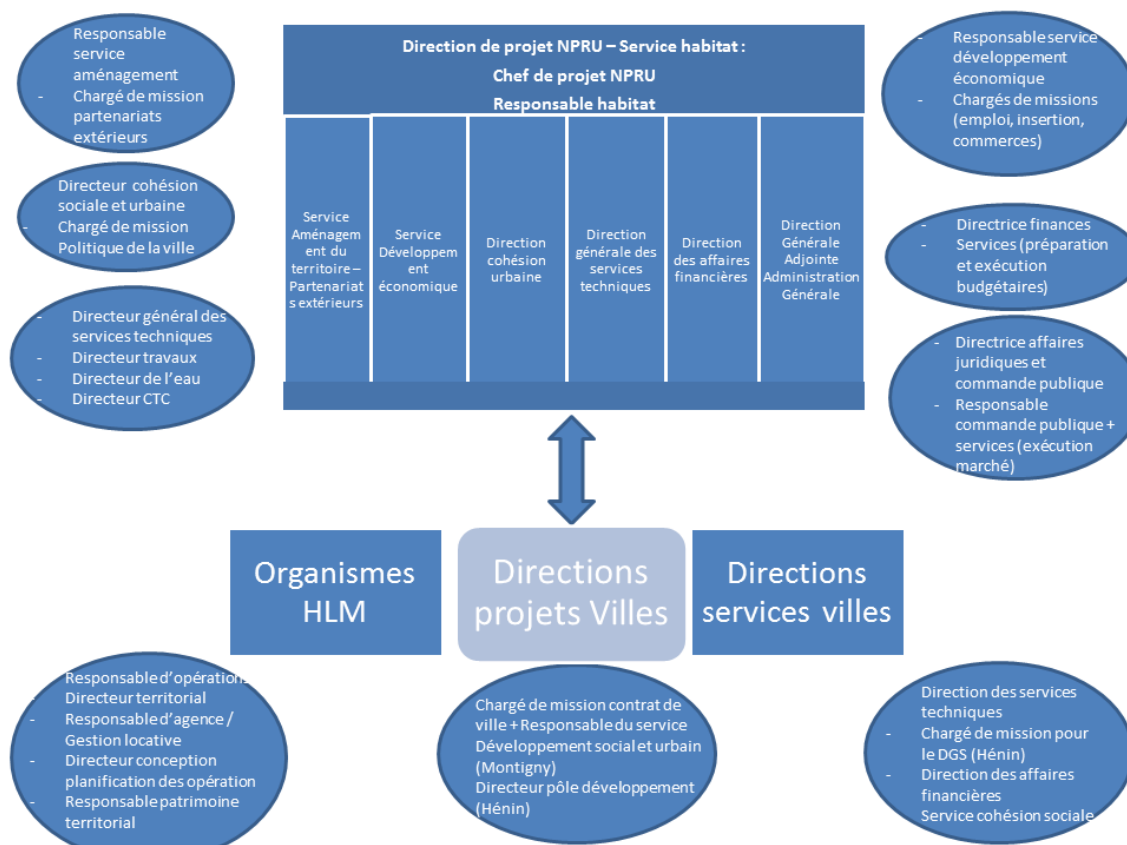 Responsable
service
aménagement
- Chargé de mission
partenariats
extérieurs
Directeur cohésion
sociale et urbaine
- Chargé de mission
Politique de la ville
- Directeur général des
services techniques
- Directeur travaux
- Directeur de l'eau
- Directeur CTC
Direction de projet NPRU – Service habitat :
Chef de projet NPRU
Responsable habitat
Service
Aménagem
ent du
territoire –
Partenariat
s extérieurs
Service
Développem
ent
économique
Direction
cohésion
urbaine
Direction
générale des
services
techniques
Direction
des affaires
financières
Direction
Générale
Adjointe
Administration
Générale
- Responsable service
développement
économique
- Chargés de missions
(emploi, insertion,
commerces)
- Directrice finances
- Services (préparation
et exécution
budgétaires)
- Directrice affaires
juridiques et
commande publique
- Responsable
commande publique +
services (exécution
marché)
Organismes
HLM
Directions
projets Villes
Directions
services villes
- Responsable d'opérations
- Directeur territorial
- Responsable d'agence /
Gestion locative
- Directeur conception
planification des opération
- Responsable patrimoine
territorial
Chargé de mission contrat de
ville + Responsable du service
Développement social et urbain
(Montigny)
Directeur pôle développement
(Hénin)
Direction des services
techniques
- Chargé de mission pour
le DGS (Hénin)
- Direction des affaires
financières
Service cohésion sociale